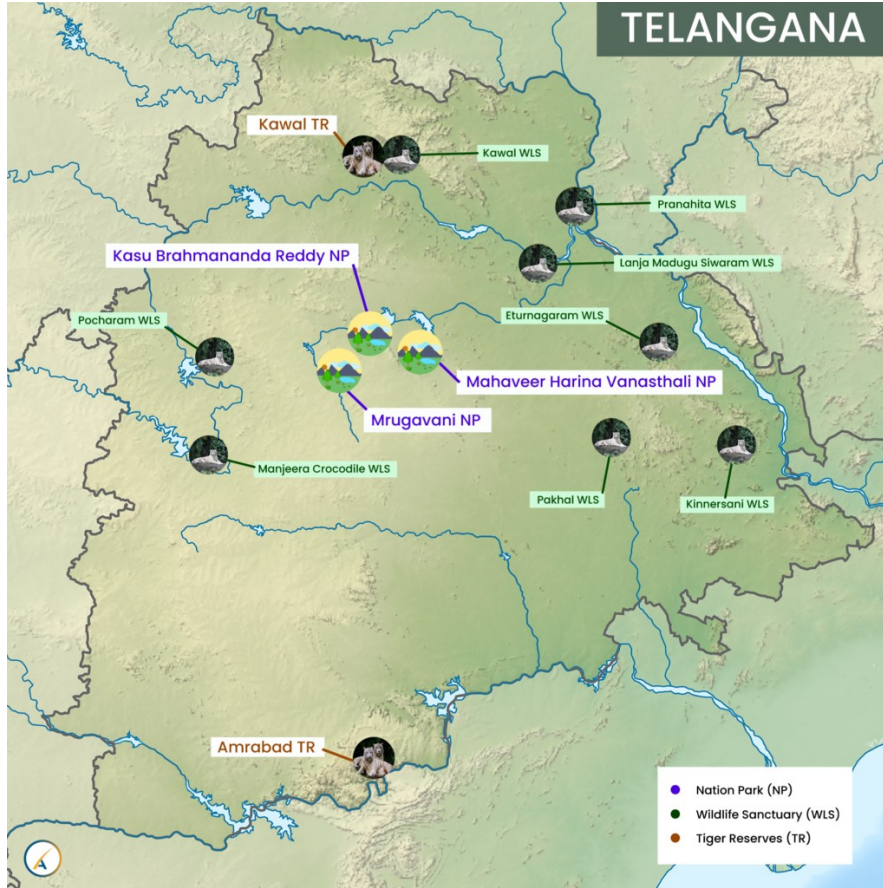 TELANGANA
Kawal TR
Kawal WLS
Pranahita WLS
Kasu Brahmananda Reddy NP
Lanja Madugu Siwaram WLS
Pocharam WLS
Eturnagaram WLS
Mahaveer Harina Vanasthali NP
Mrugavani NP
Manjeera Crocodile WLS
Pakhal WLS
Kinnersani WLS
Amrabad TR
Nation Park (NP)
Wildlife Sanctuary (WLS)
Tiger Reserves (TR)